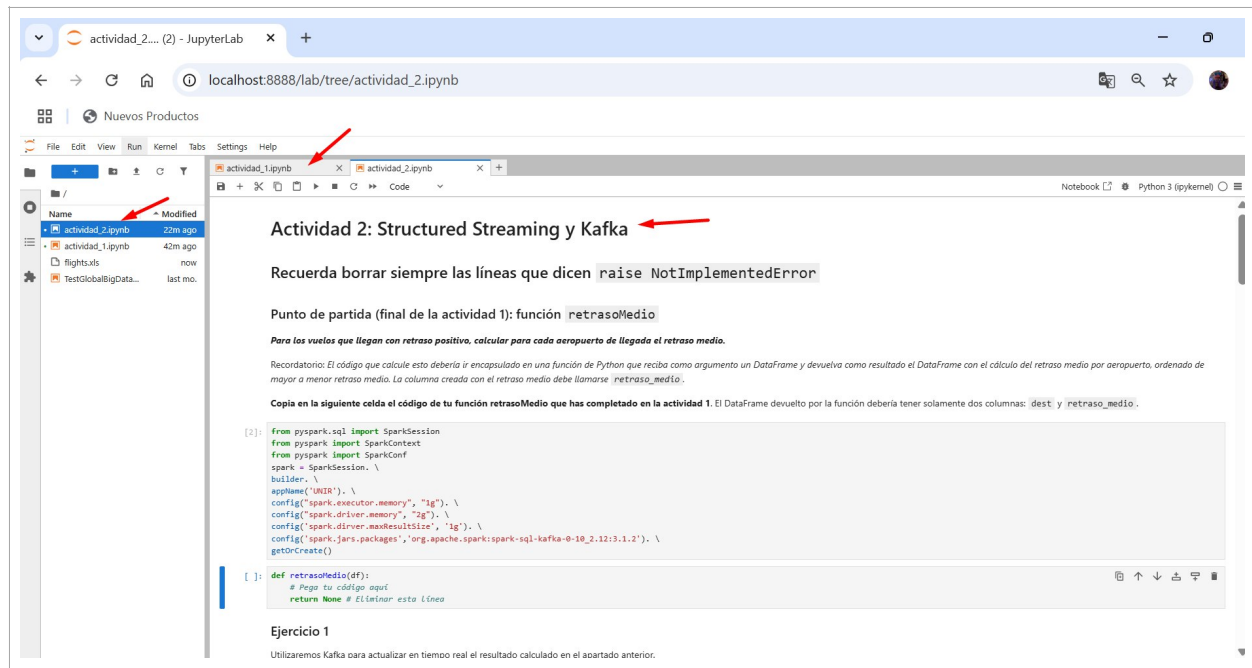 actividad_2.... (2) - JupyterLab
localhost:8888/lab/tree/actividad_2.ipynb
Nuevos Productos
File Edit View Run Kernel Tabs Settings Help
actividad_1.ipynb
actividad_2.ipynb
Code
Notebook
Python 3 (ipykernel)
/
Name Modified
actividad_2.ipynb 22m ago
actividad_1.ipynb 42m ago
flights.xls now
TestGlobalBigData... last mo.
Actividad 2: Structured Streaming y Kafka
Recuerda borrar siempre las líneas que dicen raise NotImplementedError
Punto de partida (final de la actividad 1): función retrasoMedio
Para los vuelos que llegan con retraso positivo, calcular para cada aeropuerto de llegada el retraso medio.
Recordatorio: El código que calcule esto debería ir encapsulado en una función de Python que reciba como argumento un DataFrame y devuelva como resultado el DataFrame con el cálculo del retraso medio por aeropuerto, ordenado de
mayor a menor retraso medio. La columna creada con el retraso medio debe llamarse retraso_medio .
Copia en la siguiente celda el código de tu función retrasoMedio que has completado en la actividad 1. El DataFrame devuelto por la función debería tener solamente dos columnas: dest y retraso_medio .
[2]: from pyspark.sql import SparkSession
from pyspark import SparkContext
from pyspark import SparkConf
spark = SparkSession. \
builder. \
appName('UNIR'). \
config("spark.executor.memory", "1g"). \
config("spark.driver.memory", "2g"). \
config('spark.dirver.maxResultSize', '1g'). \
config('spark.jars.packages','org.apache.spark:spark-sql-kafka-0-10_2.12:3.1.2'). \
getOrCreate()
[ ]: def retrasoMedio(df):
# Pega tu código aquí
return None # Eliminar esta línea
Ejercicio 1
Utilizaremos Kafka para actualizar en tiempo real el resultado calculado en el apartado anterior.